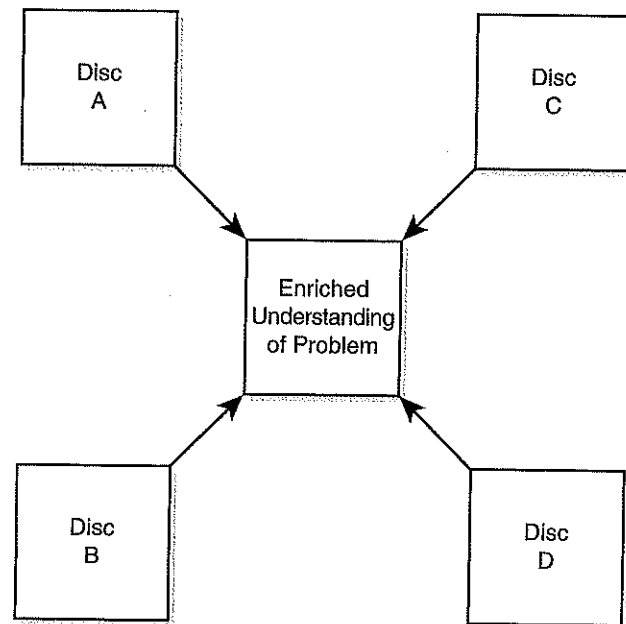 Disc
A
Disc
C
Enriched
Understanding
of Problem
Disc
B
Disc
D